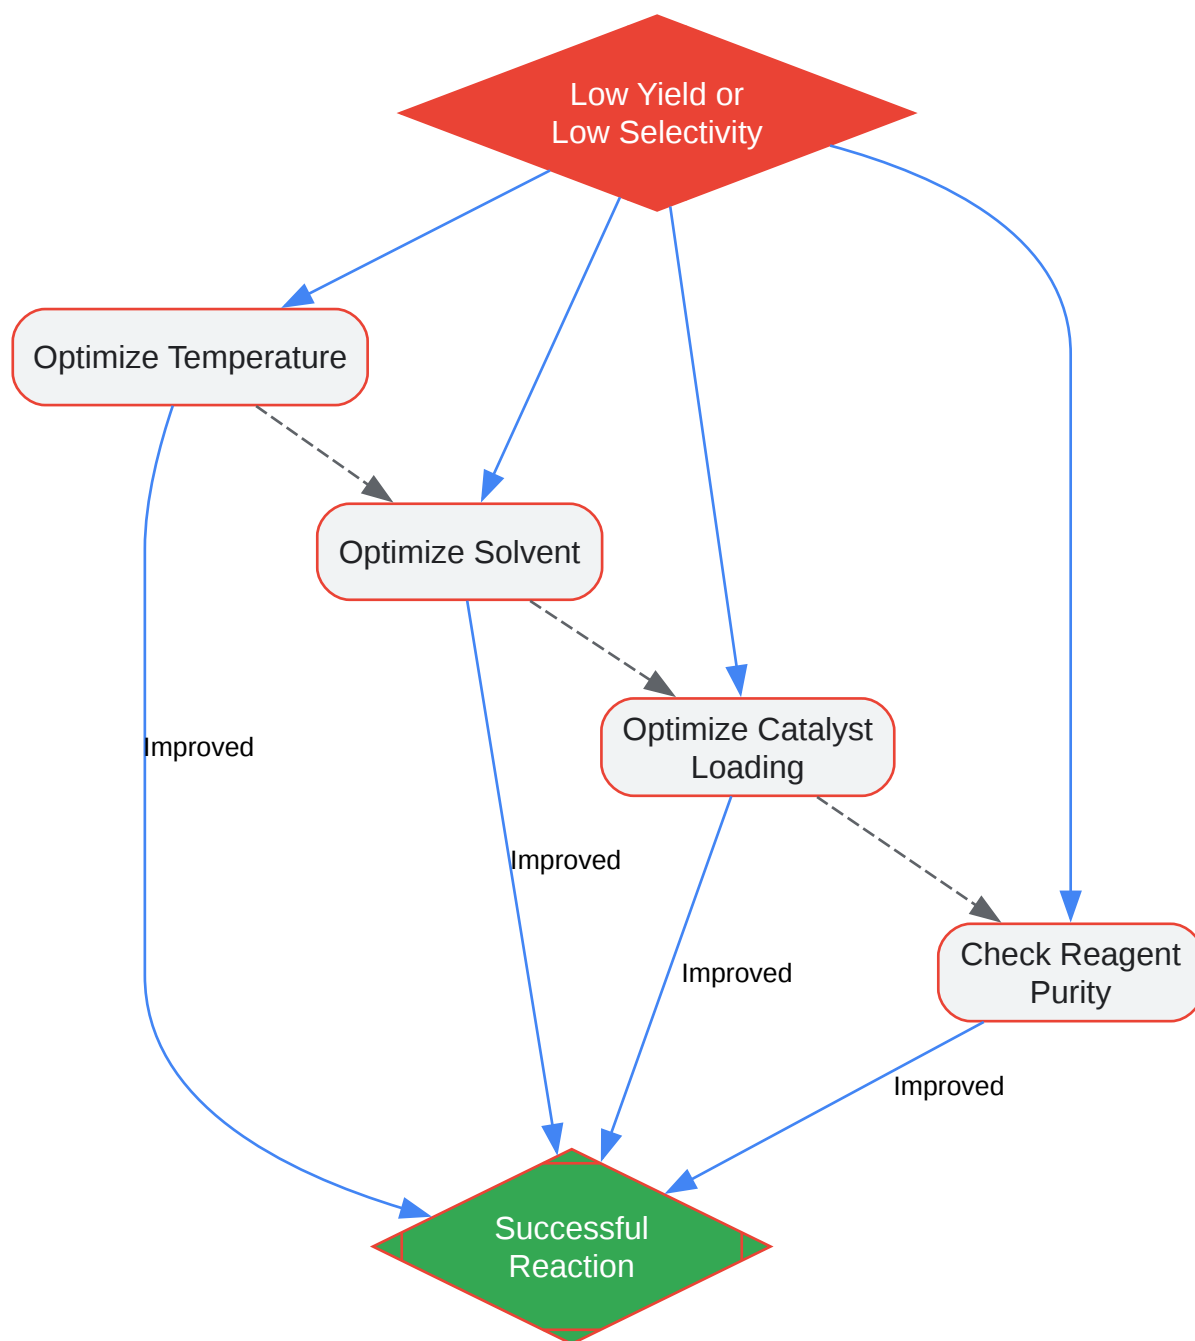 Low Yield or
Low Selectivity
Optimize Temperature
Optimize Solvent
Optimize Catalyst
Loading
Improved
Improved
Check Reagent
Purity
Improved
Improved
Successful
Reaction